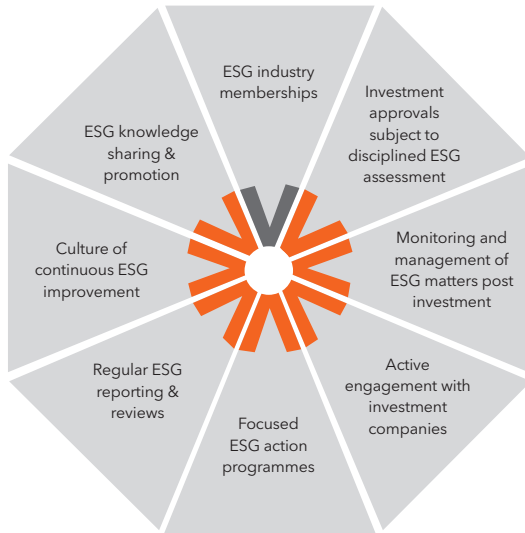 ESG industry
memberships
Investment
approvals
subject to
disciplined ESG
assessment
Monitoring and
management of
ESG matters post
investment
Active
engagement with
investment
companies
Focused
ESG action
programmes
Regular ESG
reporting &
reviews
Culture of
continuous ESG
improvement
ESG knowledge
sharing &
promotion